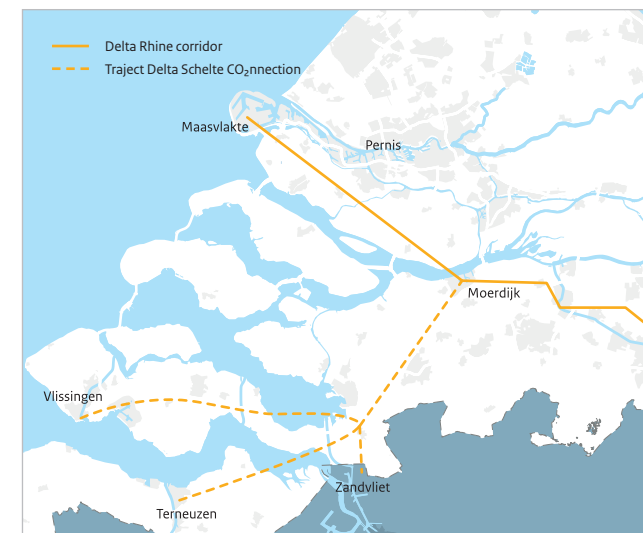 Delta Rhine corridor
Traject Delta Schelte CO₂nnection
Maasvlakte
Pernis
Moerdijk
Vlissingen
Zandvliet
Terneuzen